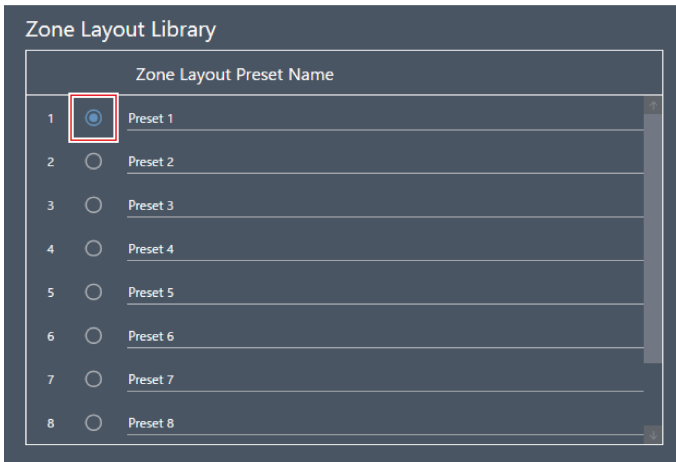 Zone Layout Library
Zone Layout Preset Name
1 Preset 1
2 Preset 2
3 Preset 3
4 Preset 4
5 Preset 5
6 Preset 6
7 Preset 7
8 Preset 8